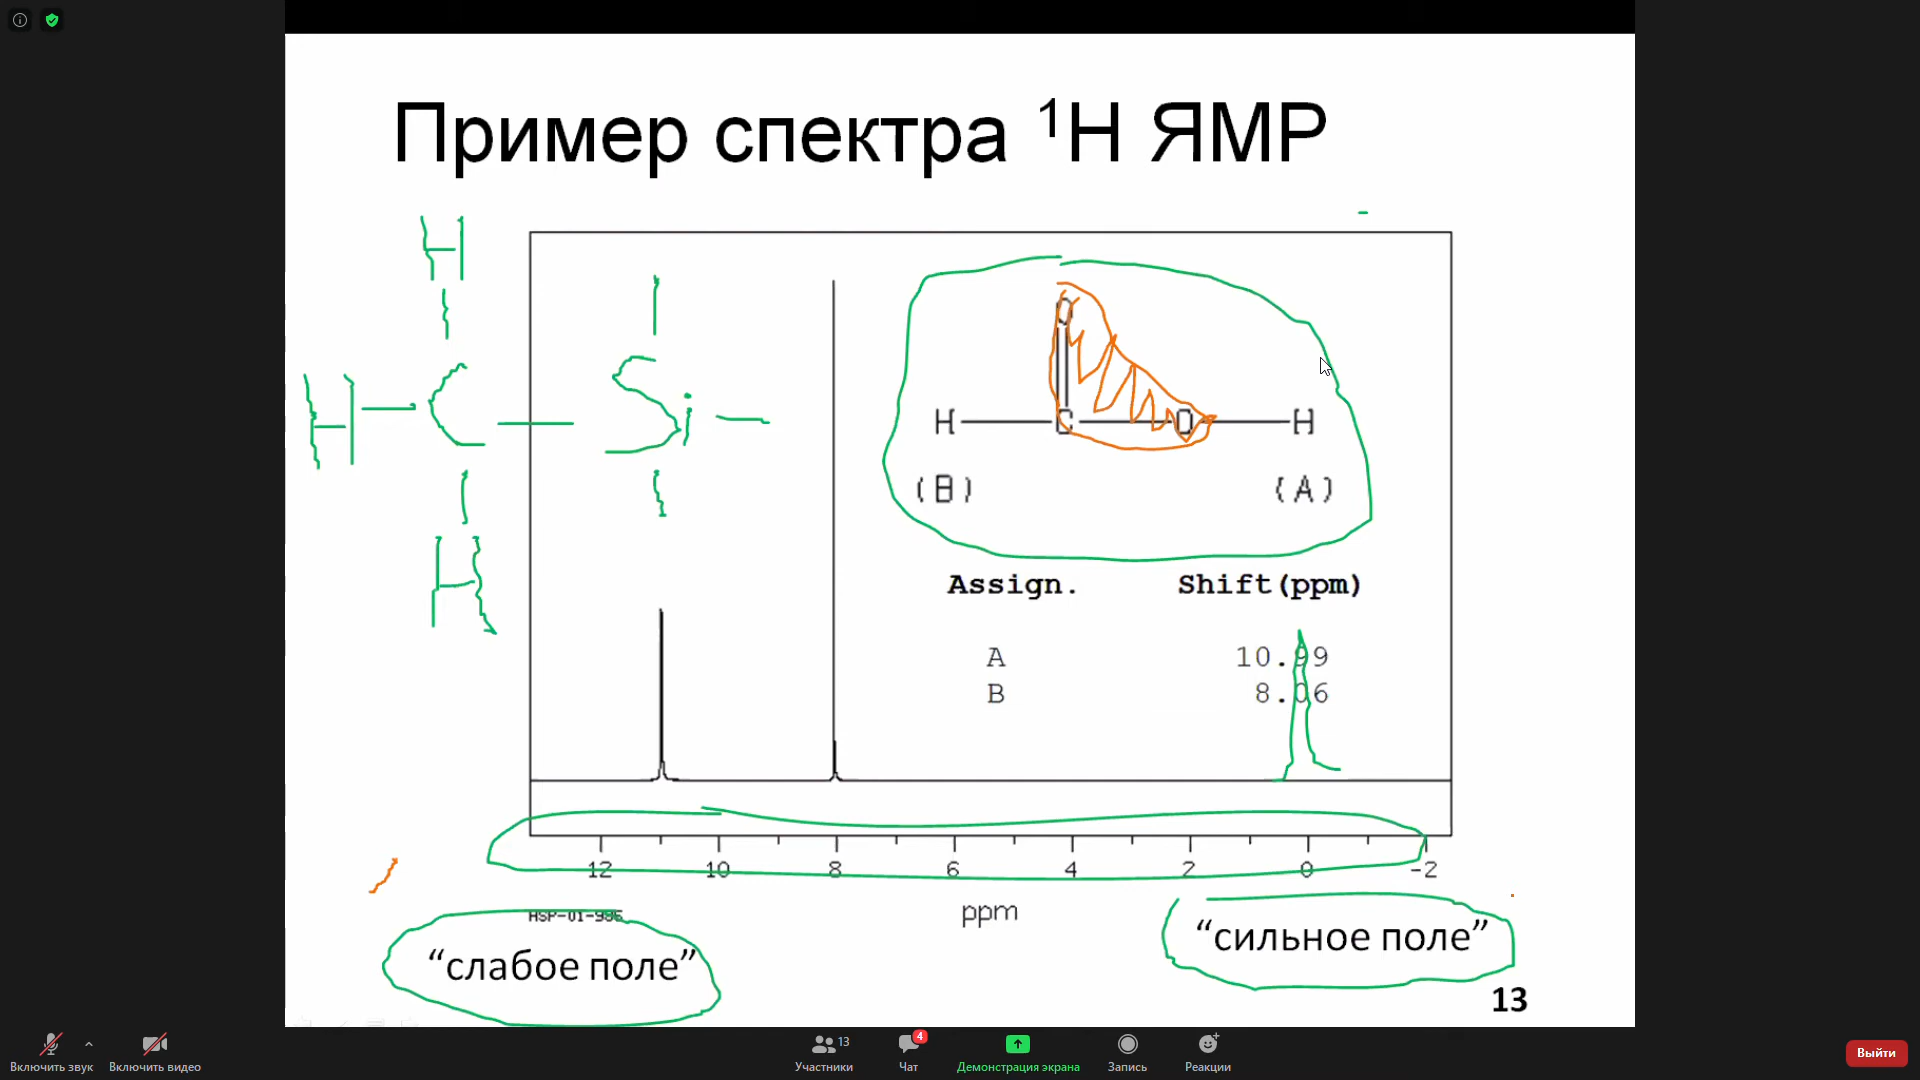 Пример спектра ¹H ЯМР
H
H C Si
H
O
H C O H
(B) (A)
Assign. Shift(ppm)
A 10.99
B 8.06
12 10 8 6 4 2 0 -2
HSP-01-986
ppm
“слабое поле”
“сильное поле”
13
Включить звук
Включить видео
13
Участники
4
Чат
Демонстрация экрана
Запись
Реакции
Выйти